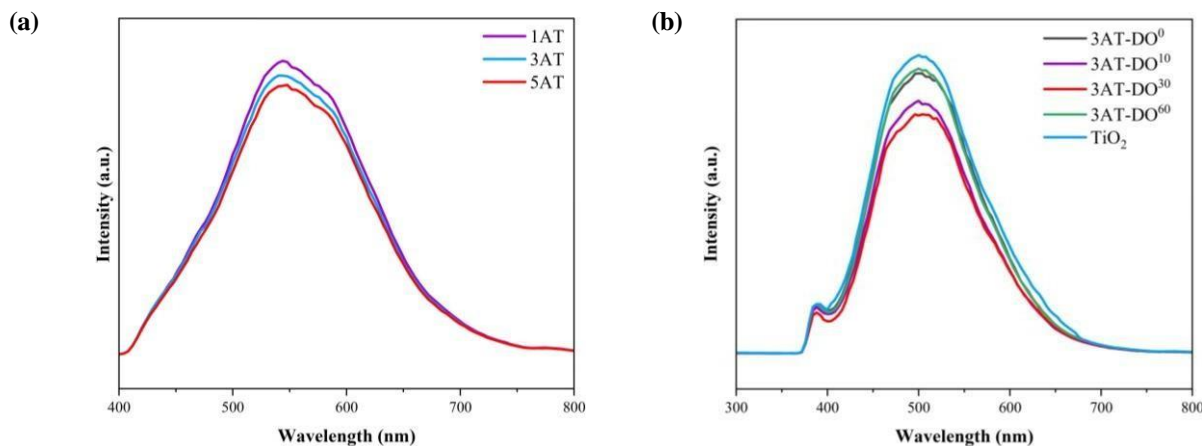 (a)
1AT
3AT
5AT
Intensity (a.u.)
400
500
600
700
800
Wavelength (nm)
(b)
3AT-DO⁰
3AT-DO¹⁰
3AT-DO³⁰
3AT-DO⁶⁰
TiO₂
Intensity (a.u.)
300
400
500
600
700
800
Wavelength (nm)